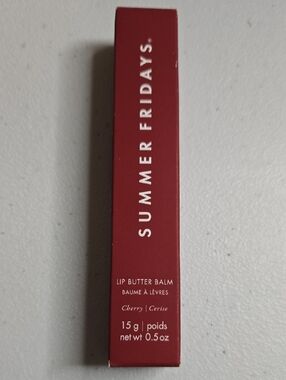 SUMMER FRIDAYS®
LIP BUTTER BALM
BAUME À LÈVRES
Cherry | Cerise
15 g | poids
net wt 0.5 oz